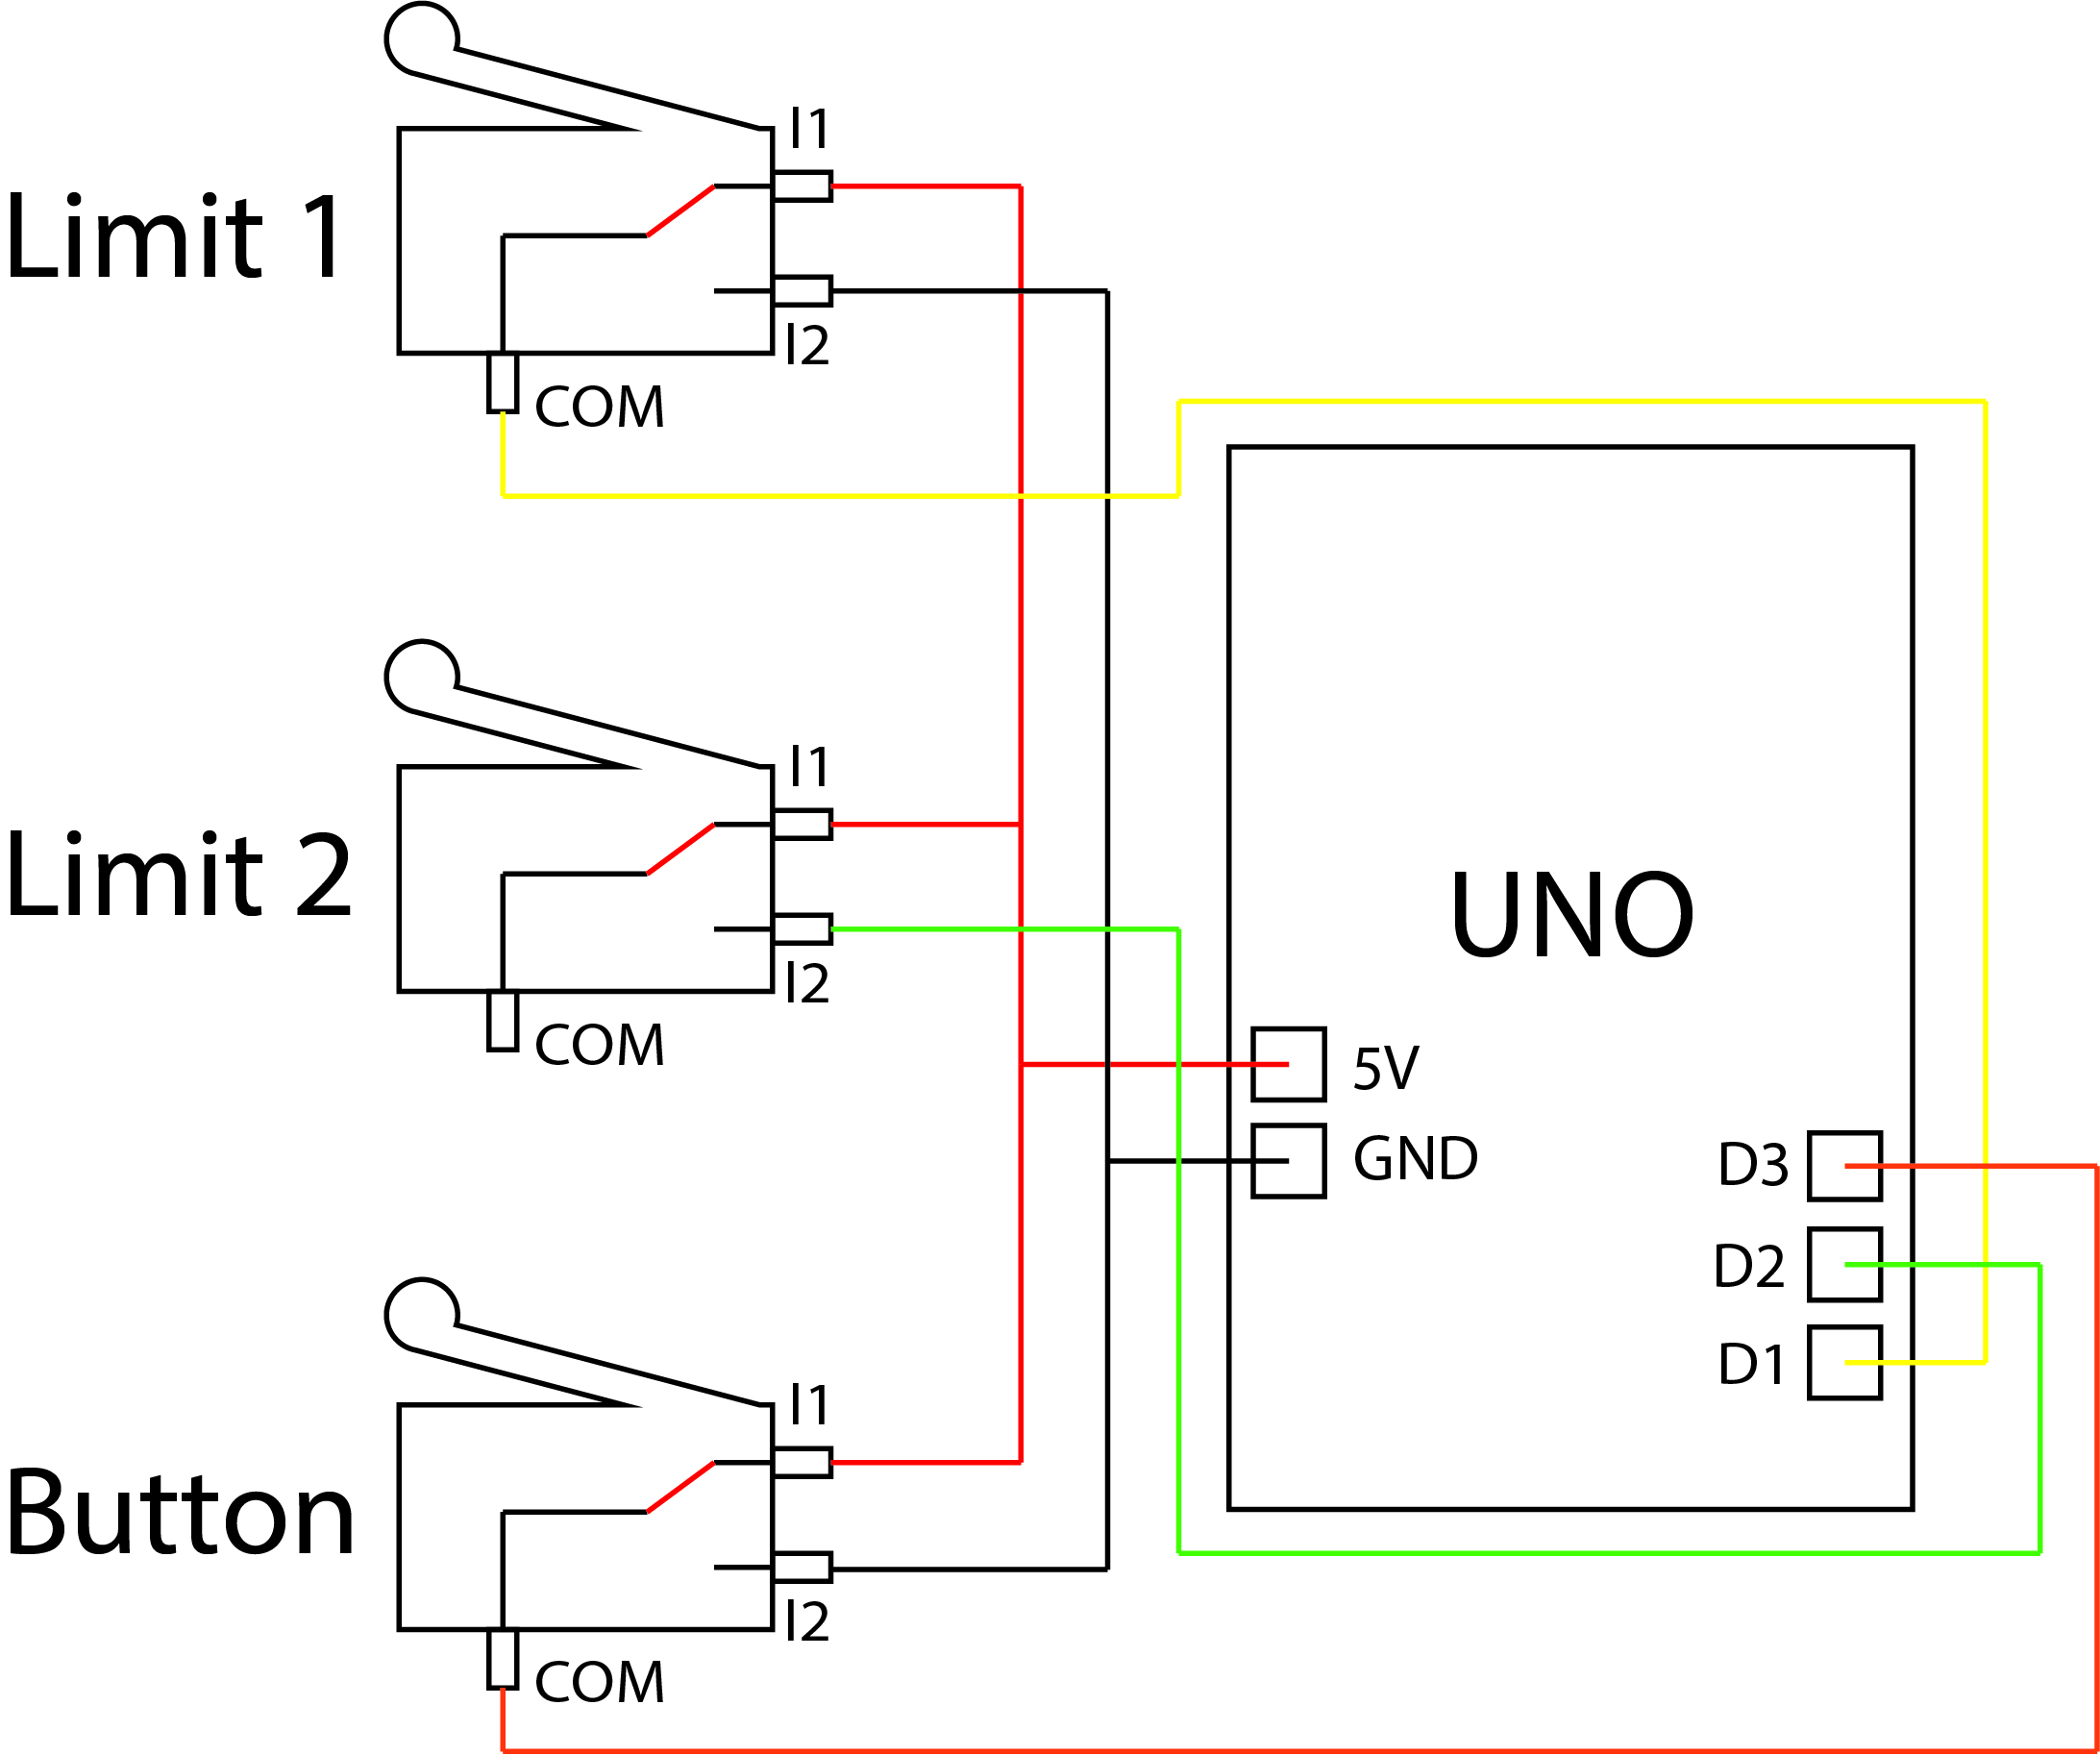 I1
Limit 1
I2
COM
I1
Limit 2
UNO
I2
COM
5V
GND
D3
D2
D1
I1
Button
I2
COM